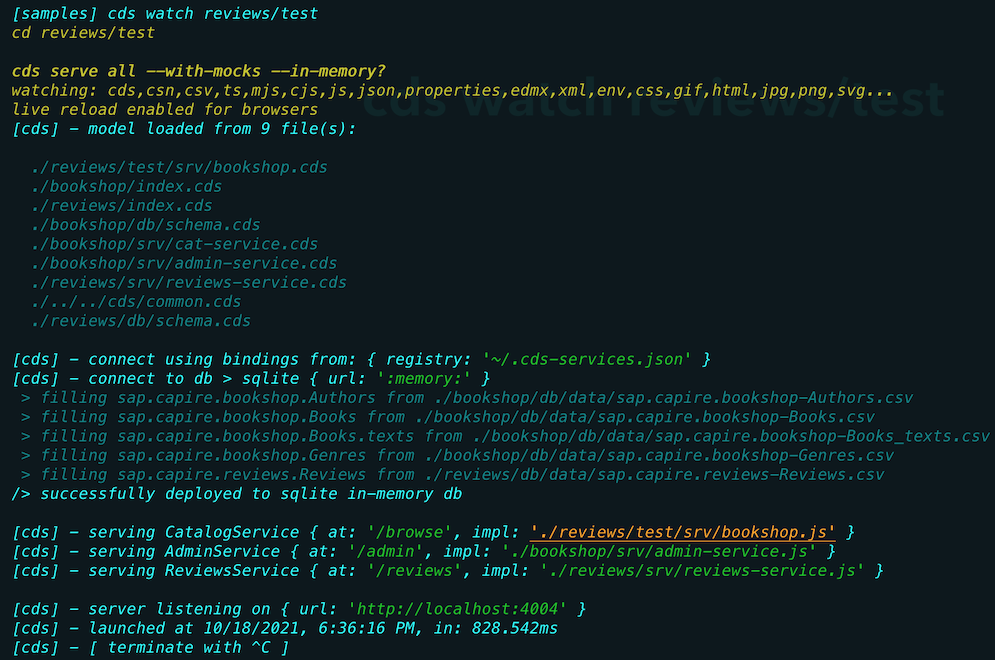 [samples] cds watch reviews/test
cd reviews/test
cds serve all --with-mocks --in-memory?
watching: cds,csn,csv,ts,mjs,cjs,js,json,properties,edmx,xml,env,css,gif,html,jpg,png,svg...
cds watch reviews/test
live reload enabled for browsers
[cds] - model loaded from 9 file(s):
./reviews/test/srv/bookshop.cds
./bookshop/index.cds
./reviews/index.cds
./bookshop/db/schema.cds
./bookshop/srv/cat-service.cds
./bookshop/srv/admin-service.cds
./reviews/srv/reviews-service.cds
./../../cds/common.cds
./reviews/db/schema.cds
[cds] - connect using bindings from: { registry: '~/.cds-services.json' }
[cds] - connect to db > sqlite { url: ':memory:' }
> filling sap.capire.bookshop.Authors from ./bookshop/db/data/sap.capire.bookshop-Authors.csv
> filling sap.capire.bookshop.Books from ./bookshop/db/data/sap.capire.bookshop-Books.csv
> filling sap.capire.bookshop.Books.texts from ./bookshop/db/data/sap.capire.bookshop-Books_texts.csv
> filling sap.capire.bookshop.Genres from ./bookshop/db/data/sap.capire.bookshop-Genres.csv
> filling sap.capire.reviews.Reviews from ./reviews/db/data/sap.capire.reviews-Reviews.csv
/> successfully deployed to sqlite in-memory db
[cds] - serving CatalogService { at: '/browse', impl: './reviews/test/srv/bookshop.js' }
[cds] - serving AdminService { at: '/admin', impl: './bookshop/srv/admin-service.js' }
[cds] - serving ReviewsService { at: '/reviews', impl: './reviews/srv/reviews-service.js' }
[cds] - server listening on { url: 'http://localhost:4004' }
[cds] - launched at 10/18/2021, 6:36:16 PM, in: 828.542ms
[cds] - [ terminate with ^C ]